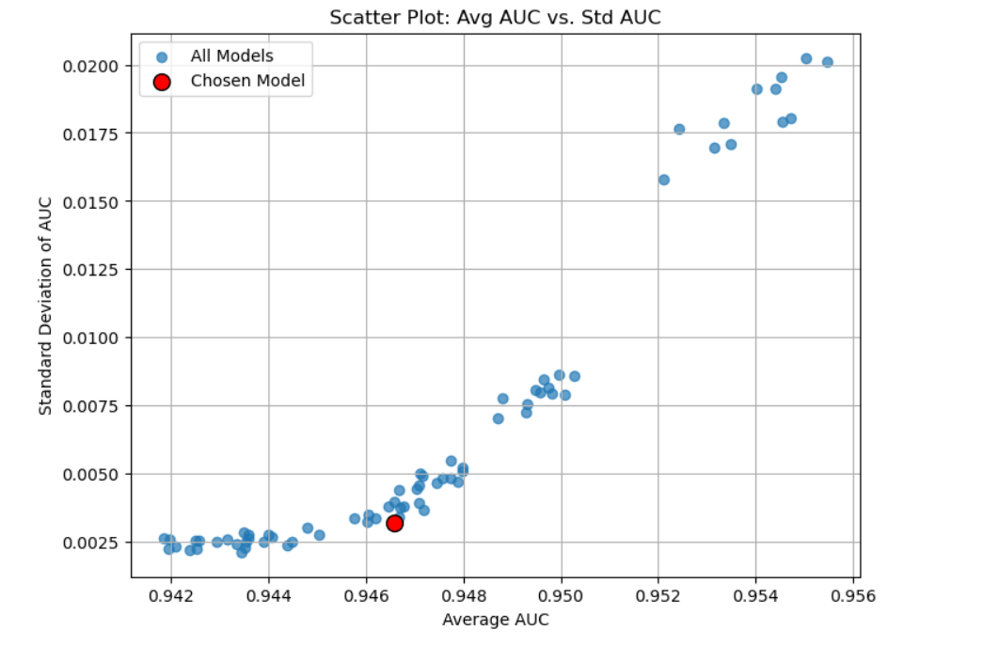 Scatter Plot: Avg AUC vs. Std AUC
All Models
Chosen Model
Standard Deviation of AUC
0.0200
0.0175
0.0150
0.0125
0.0100
0.0075
0.0050
0.0025
0.942 0.944 0.946 0.948 0.950 0.952 0.954 0.956
Average AUC